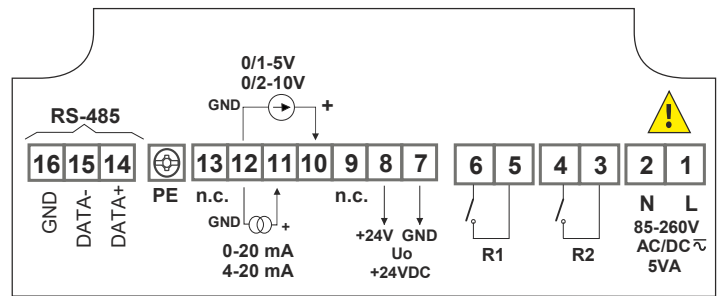 0/1-5V
0/2-10V
GND +
RS-485
16 15 14 13 12 11 10 9 8 7 6 5 4 3 2 1
GND DATA- DATA+ PE n.c. n.c. N L
GND +
0-20 mA
4-20 mA
+24V GND
Uo
+24VDC
R1
R2
85-260V
AC/DC
5VA